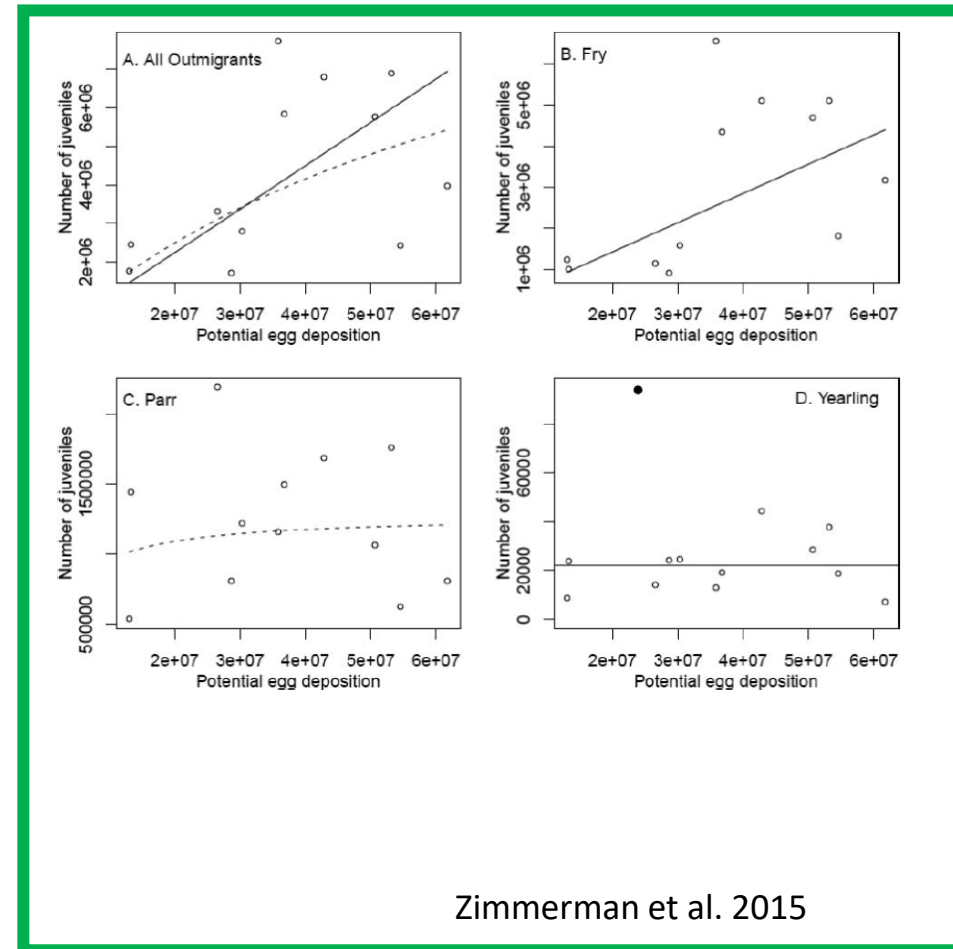 A. All Outmigrants
Number of juveniles
2e+06 4e+06 6e+06
2e+07 3e+07 4e+07 5e+07 6e+07
Potential egg deposition
B. Fry
Number of juveniles
1e+06 3e+06 5e+06
2e+07 3e+07 4e+07 5e+07 6e+07
Potential egg deposition
C. Parr
Number of juveniles
500000 1500000
2e+07 3e+07 4e+07 5e+07 6e+07
Potential egg deposition
D. Yearling
Number of juveniles
0 20000 60000
2e+07 3e+07 4e+07 5e+07 6e+07
Potential egg deposition
Zimmerman et al. 2015